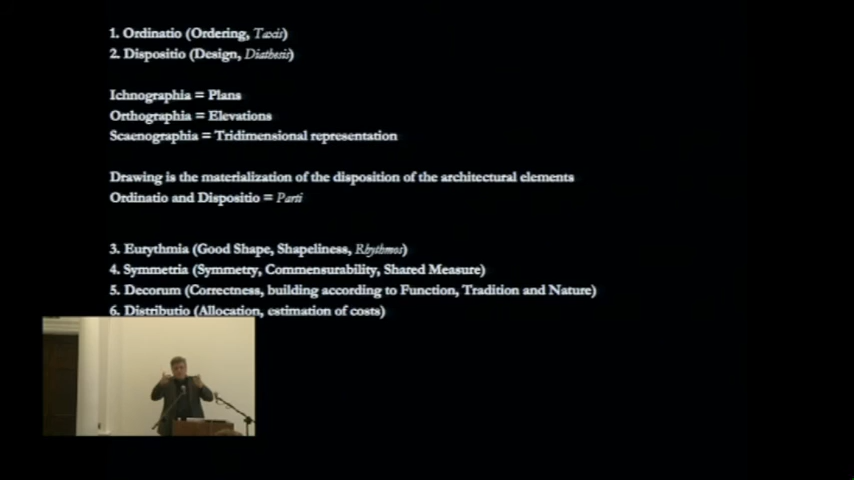 1. Ordinatio (Ordering, Taxis)
2. Dispositio (Design, Diathesis)
Ichnographia = Plans
Orthographia = Elevations
Scaenographia = Tridimensional representation
Drawing is the materialization of the disposition of the architectural elements
Ordinatio and Dispositio = Parti
3. Eurythmia (Good Shape, Shapeliness, Rhythmos)
4. Symmetria (Symmetry, Commensurability, Shared Measure)
5. Decorum (Correctness, building according to Function, Tradition and Nature)
6. Distributio (Allocation, estimation of costs)